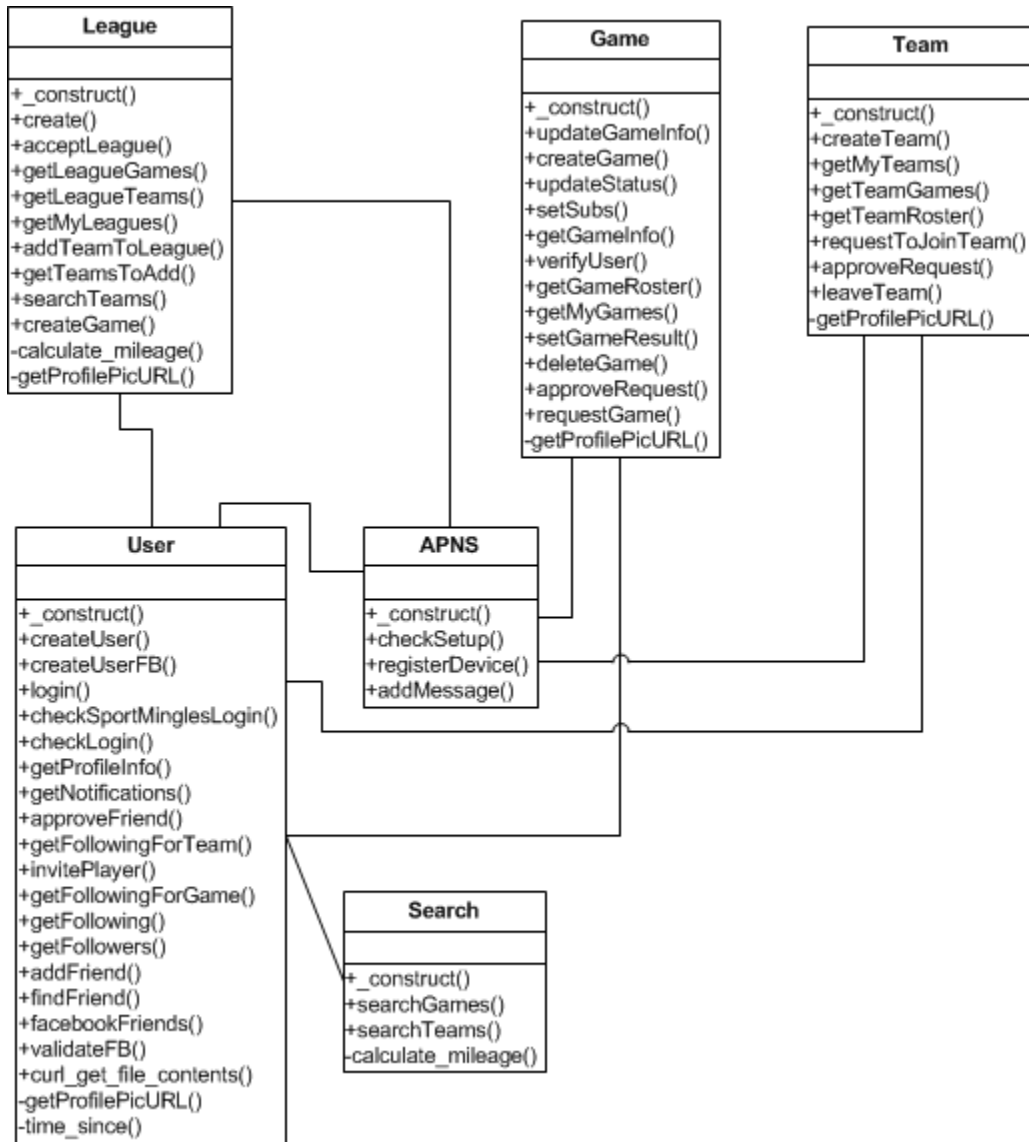 League
+_construct()
+create()
+acceptLeague()
+getLeagueGames()
+getLeagueTeams()
+getMyLeagues()
+addTeamToLeague()
+getTeamsToAdd()
+searchTeams()
+createGame()
-calculate_mileage()
-getProfilePicURL()
Game
+_construct()
+updateGameInfo()
+createGame()
+updateStatus()
+setSubs()
+getGameInfo()
+verifyUser()
+getGameRoster()
+getMyGames()
+setGameResult()
+deleteGame()
+approveRequest()
+requestGame()
-getProfilePicURL()
Team
+_construct()
+createTeam()
+getMyTeams()
+getTeamGames()
+getTeamRoster()
+requestToJoinTeam()
+approveRequest()
+leaveTeam()
-getProfilePicURL()
User
+_construct()
+createUser()
+createUserFB()
+login()
+checkSportMinglesLogin()
+checkLogin()
+getProfileInfo()
+getNotifications()
+approveFriend()
+getFollowingForTeam()
+invitePlayer()
+getFollowingForGame()
+getFollowing()
+getFollowers()
+addFriend()
+findFriend()
+facebookFriends()
+validateFB()
+curl_get_file_contents()
-getProfilePicURL()
-time_since()
APNS
+_construct()
+checkSetup()
+registerDevice()
+addMessage()
Search
+_construct()
+searchGames()
+searchTeams()
-calculate_mileage()